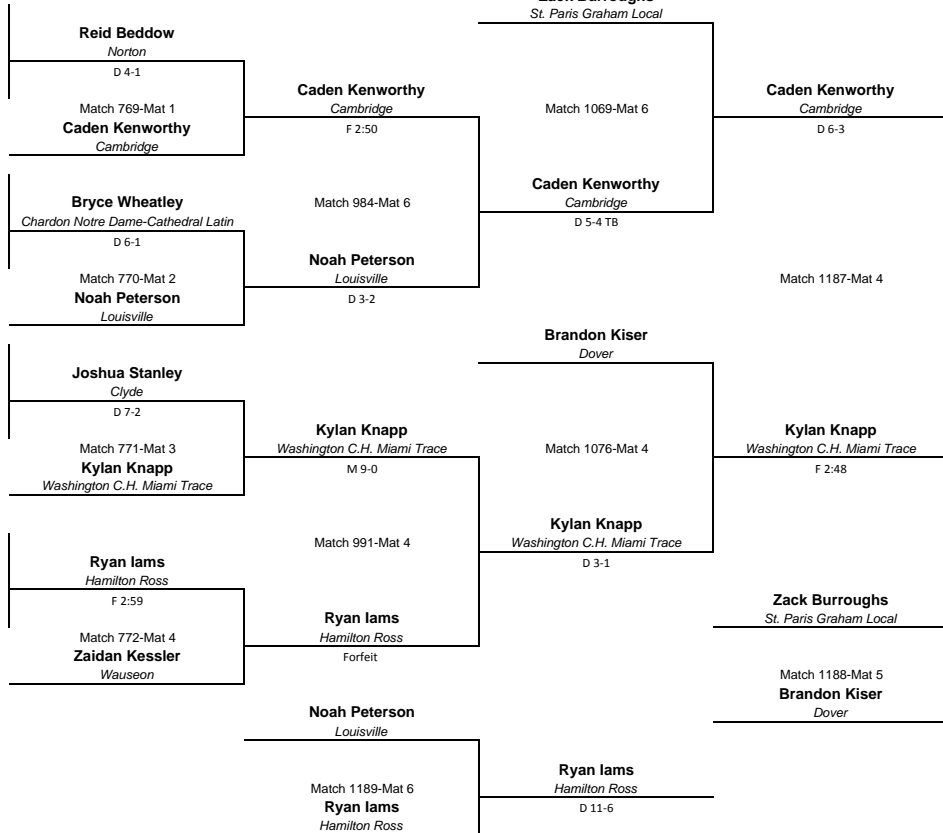 Zack Burroughs
St. Paris Graham Local
Reid Beddow
Norton
D 4-1
Match 769-Mat 1
Caden Kenworthy
Cambridge
Caden Kenworthy
Cambridge
F 2:50
Match 1069-Mat 6
Caden Kenworthy
Cambridge
D 6-3
Bryce Wheatley
Chardon Notre Dame-Cathedral Latin
D 6-1
Match 770-Mat 2
Noah Peterson
Louisville
Match 984-Mat 6
Noah Peterson
Louisville
D 3-2
Caden Kenworthy
Cambridge
D 5-4 TB
Match 1187-Mat 4
Joshua Stanley
Clyde
D 7-2
Match 771-Mat 3
Kylan Knapp
Washington C.H. Miami Trace
Kylan Knapp
Washington C.H. Miami Trace
M 9-0
Brandon Kiser
Dover
Match 1076-Mat 4
Kylan Knapp
Washington C.H. Miami Trace
F 2:48
Ryan Iams
Hamilton Ross
F 2:59
Match 772-Mat 4
Zaidan Kessler
Wauseon
Match 991-Mat 4
Ryan Iams
Hamilton Ross
Forfeit
Kylan Knapp
Washington C.H. Miami Trace
D 3-1
Zack Burroughs
St. Paris Graham Local
Match 1188-Mat 5
Brandon Kiser
Dover
Noah Peterson
Louisville
Match 1189-Mat 6
Ryan Iams
Hamilton Ross
Ryan Iams
Hamilton Ross
D 11-6